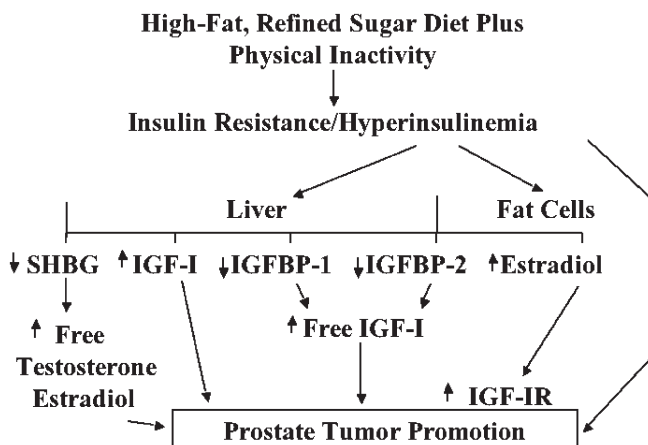 High-Fat, Refined Sugar Diet Plus
Physical Inactivity
Insulin Resistance/Hyperinsulinemia
Liver Fat Cells
SHBG IGF-I IGFBP-1 IGFBP-2 Estradiol
Free Free IGF-I
Testosterone
Estradiol IGF-IR
Prostate Tumor Promotion